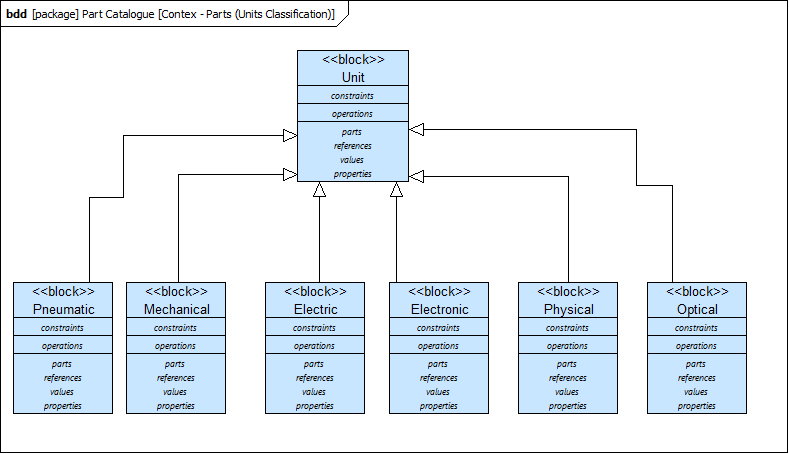 bdd [package] Part Catalogue [Contex - Parts (Units Classification)]
<<block>>
Unit
constraints
operations
parts
references
values
properties
<<block>>
Pneumatic
constraints
operations
parts
references
values
properties
<<block>>
Mechanical
constraints
operations
parts
references
values
properties
<<block>>
Electric
constraints
operations
parts
references
values
properties
<<block>>
Electronic
constraints
operations
parts
references
values
properties
<<block>>
Physical
constraints
operations
parts
references
values
properties
<<block>>
Optical
constraints
operations
parts
references
values
properties